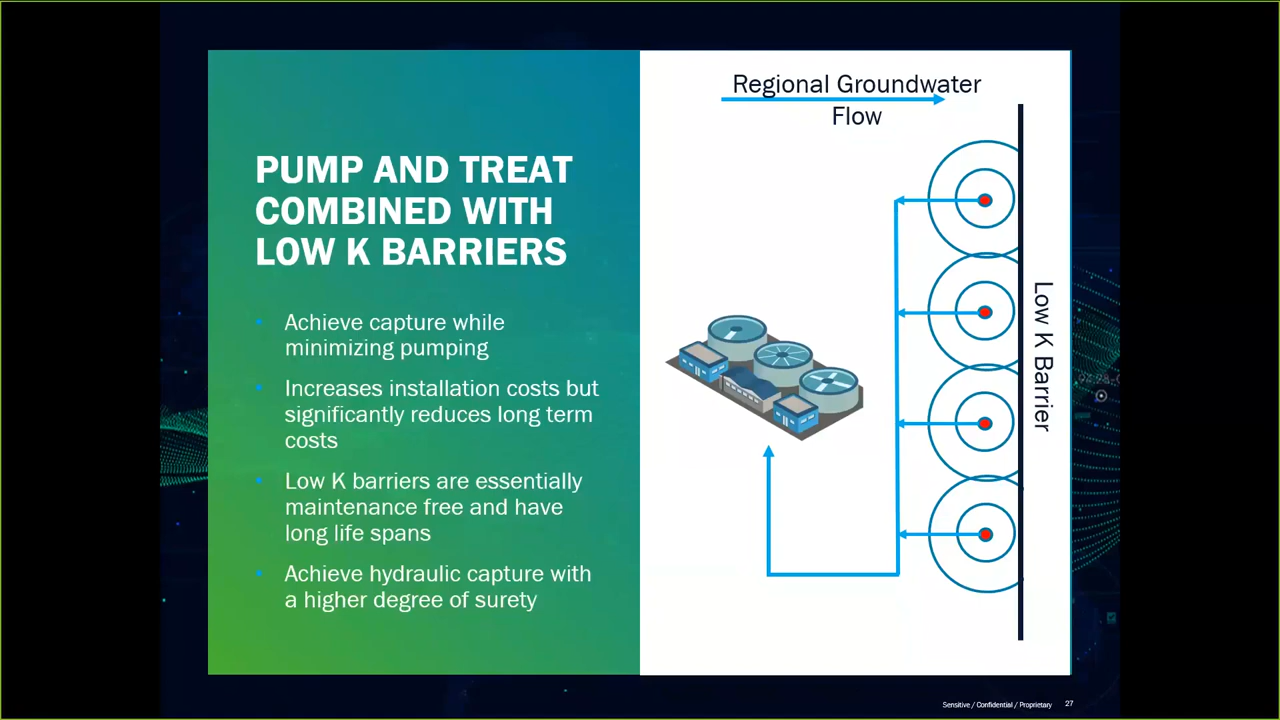 PUMP AND TREAT
COMBINED WITH
LOW K BARRIERS
Achieve capture while
minimizing pumping
Increases installation costs but
significantly reduces long term
costs
Low K barriers are essentially
maintenance free and have
long life spans
Achieve hydraulic capture with
a higher degree of surety
Regional Groundwater
Flow
Low K Barrier
Sensitive / Confidential / Proprietary
27